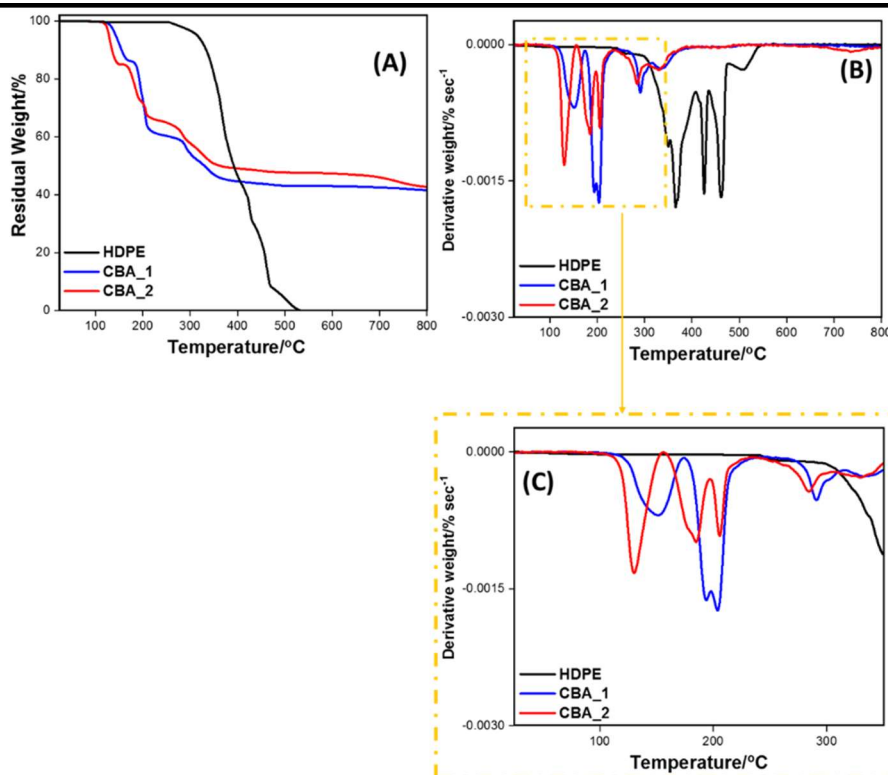 (A)
Residual Weight/%
100
80
60
40
20
0
HDPE
CBA_1
CBA_2
100 200 300 400 500 600 700 800
Temperature/°C
(B)
Derivative weight/% sec⁻¹
0.0000
-0.0015
-0.0030
HDPE
CBA_1
CBA_2
100 200 300 400 500 600 700 800
Temperature/°C
(C)
Derivative weight/% sec⁻¹
0.0000
-0.0015
-0.0030
HDPE
CBA_1
CBA_2
100 200 300
Temperature/°C